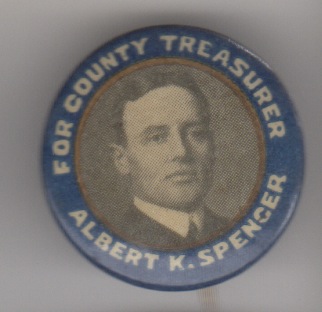 FOR COUNTY TREASURER
ALBERT K. SPENCER